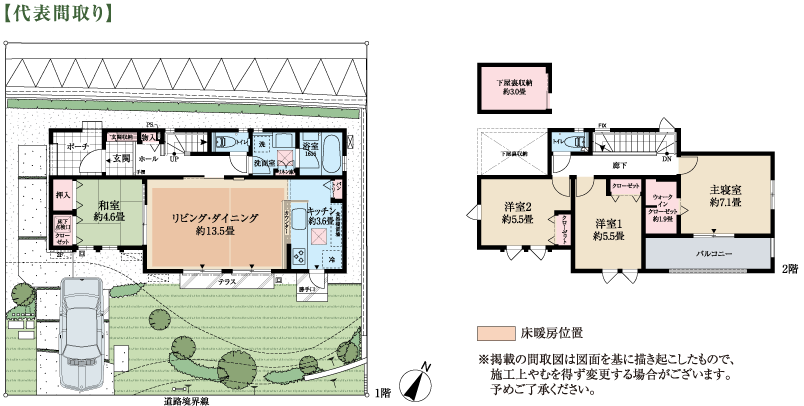 【代表間取り】
下屋裏収納
約3.0帖
ポーチ
玄関収納
物入
PS
玄関
ホール
手摺
UP
トイレ
洗
洗面室
リネン庫
浴室
1616
押入
和室
約4.6畳
床下
点検口
クローゼット
リビング・ダイニング
約13.5畳
カウンター
キッチン
約3.6畳
パン
冷
テラス
勝手口
道路境界線
1階
N
下屋裏収納
トイレ
FIX
DN
廊下
洋室2
約5.5畳
クローゼット
洋室1
約5.5畳
クローゼット
ウォーク
イン
クローゼット
約1.9畳
主寝室
約7.1畳
バルコニー
2階
床暖房位置
※掲載の間取図は図面を基に描き起こしたもので、
施工上やむを得ず変更する場合がございます。
予めご了承ください。